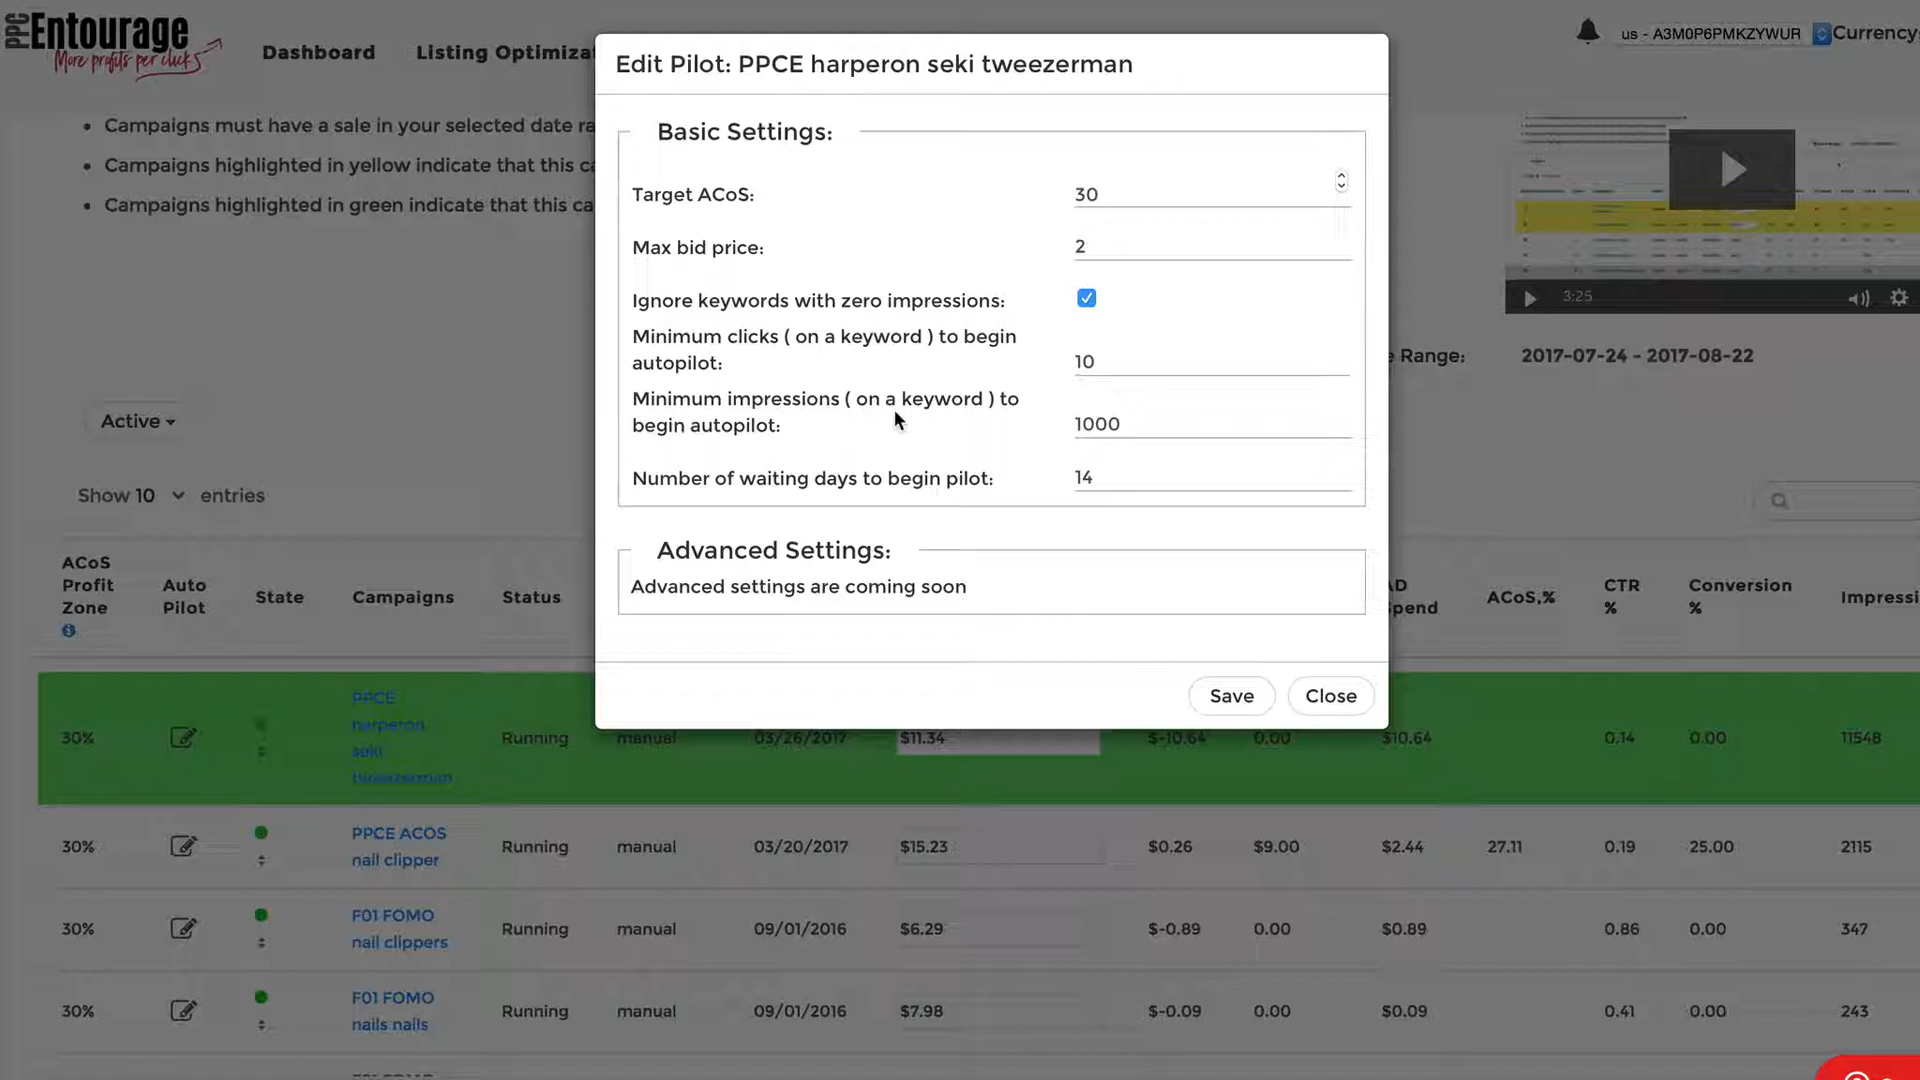 PPC Entourage
More profits per clicks
Dashboard
Listing Optimiza
us - A3M0P6PMKZYWUR
Currency
Campaigns must have a sale in your selected date ra
Campaigns highlighted in yellow indicate that this ca
Campaigns highlighted in green indicate that this ca
Edit Pilot: PPCE harperon seki tweezerman
Basic Settings:
Target ACoS: 30
Max bid price: 2
Ignore keywords with zero impressions:
Minimum clicks ( on a keyword ) to begin
autopilot: 10
Minimum impressions ( on a keyword ) to
begin autopilot: 1000
Number of waiting days to begin pilot: 14
Advanced Settings:
Advanced settings are coming soon
Save
Close
3:25
e Range: 2017-07-24 - 2017-08-22
Active
Show 10 entries
ACoS
Profit
Zone
Auto
Pilot
State
Campaigns
Status
AD
Spend
ACoS,%
CTR
%
Conversion
%
Impressi
30% PPCE
harperon
seki
tweezerman
Running manual 03/26/2017 $11.34 $-10.64 0.00 $10.64 0.14 0.00 11548
30% PPCE ACOS
nail clipper
Running manual 03/20/2017 $15.23 $0.26 $9.00 $2.44 27.11 0.19 25.00 2115
30% F01 FOMO
nail clippers
Running manual 09/01/2016 $6.29 $-0.89 0.00 $0.89 0.86 0.00 347
30% F01 FOMO
nails nails
Running manual 09/01/2016 $7.98 $-0.09 0.00 $0.09 0.41 0.00 243